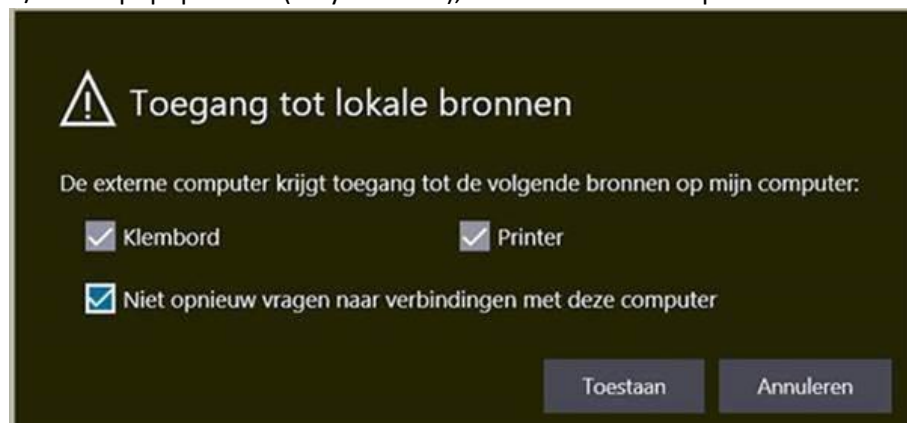 Toegang tot lokale bronnen
De externe computer krijgt toegang tot de volgende bronnen op mijn computer:
Klembord Printer
Niet opnieuw vragen naar verbindingen met deze computer
Toestaan Annuleren